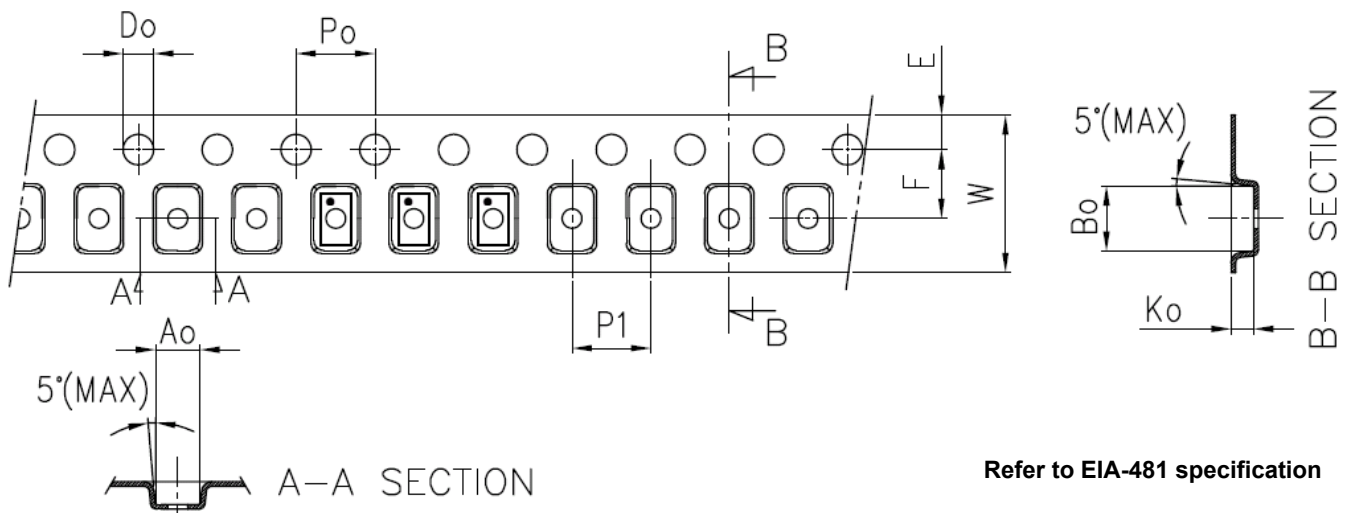 Do
Po
B
E
5°(MAX)
F
W
Bo
B-B SECTION
A
A
P1
B
Ko
Ao
5°(MAX)
A-A SECTION
Refer to EIA-481 specification